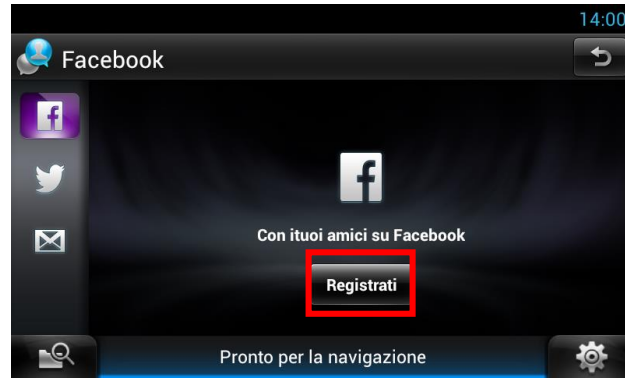 14:00
Facebook
Con ituoi amici su Facebook
Registrati
Pronto per la navigazione